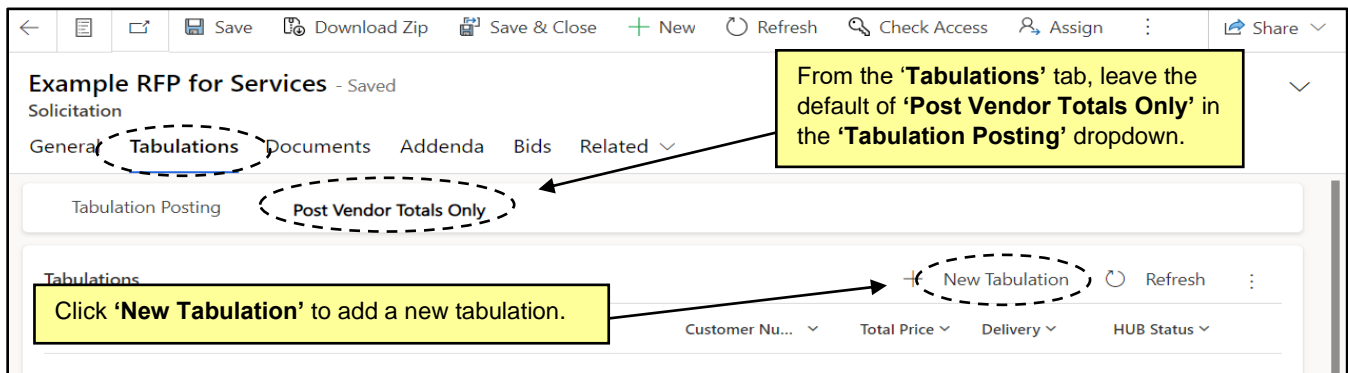 Save Download Zip Save & Close New Refresh Check Access Assign Share
Example RFP for Services - Saved
Solicitation
General Tabulations Documents Addenda Bids Related
From the ‘Tabulations’ tab, leave the
default of ‘Post Vendor Totals Only’ in
the ‘Tabulation Posting’ dropdown.
Tabulation Posting Post Vendor Totals Only
Tabulations New Tabulation Refresh
Click ‘New Tabulation’ to add a new tabulation.
Customer Nu... Total Price Delivery HUB Status